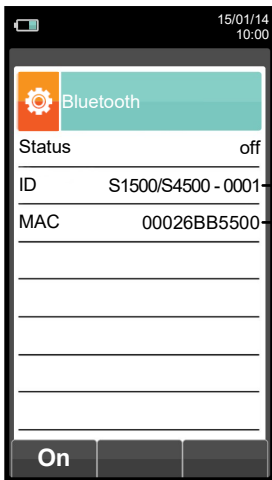 15/01/14
10:00
Bluetooth
Status off
ID S1500/S4500 - 0001
MAC 00026BB5500
On